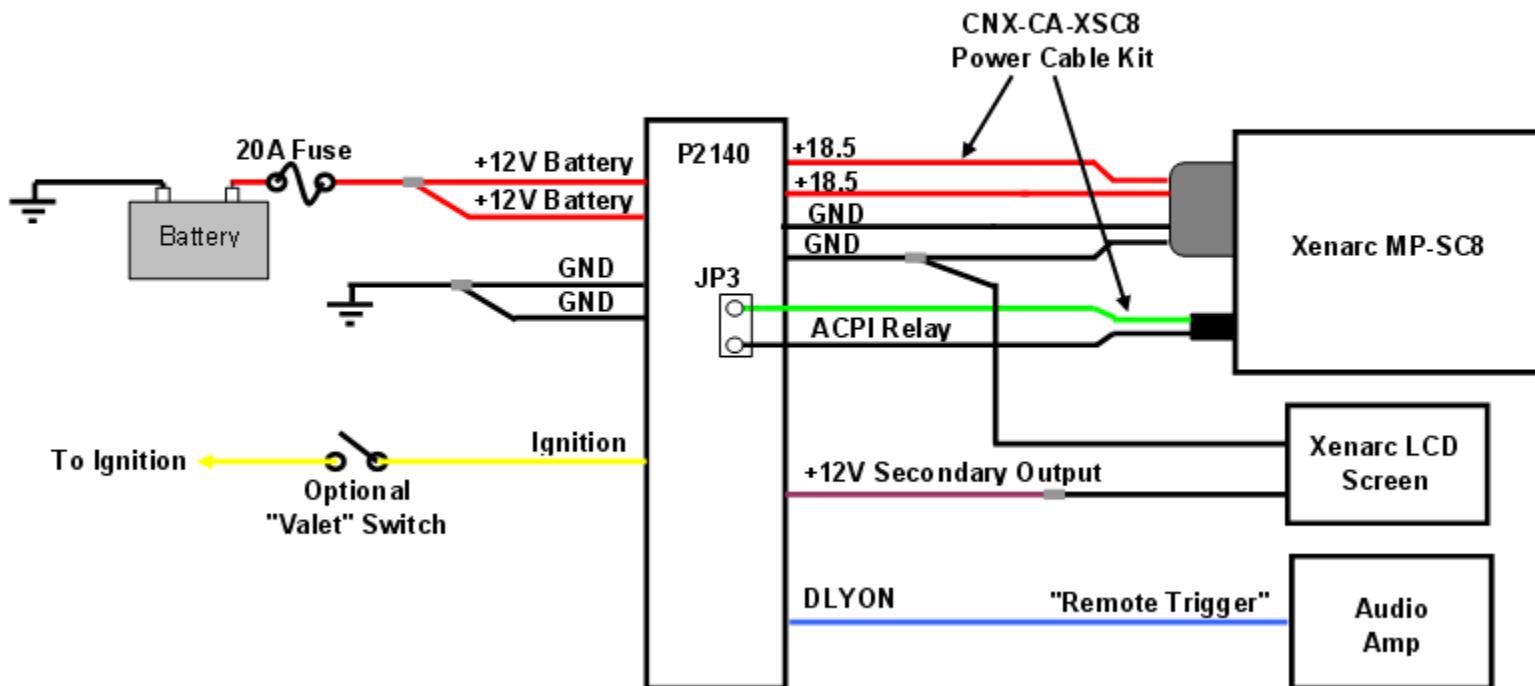 CNX-CA-XSC8
Power Cable Kit
20A Fuse
+12V Battery
+12V Battery
Battery
GND
GND
P2140
JP3
+18.5
+18.5
GND
GND
ACPI Relay
Xenarc MP-SC8
To Ignition
Optional
"Valet" Switch
Ignition
+12V Secondary Output
Xenarc LCD
Screen
DLYON
"Remote Trigger"
Audio
Amp